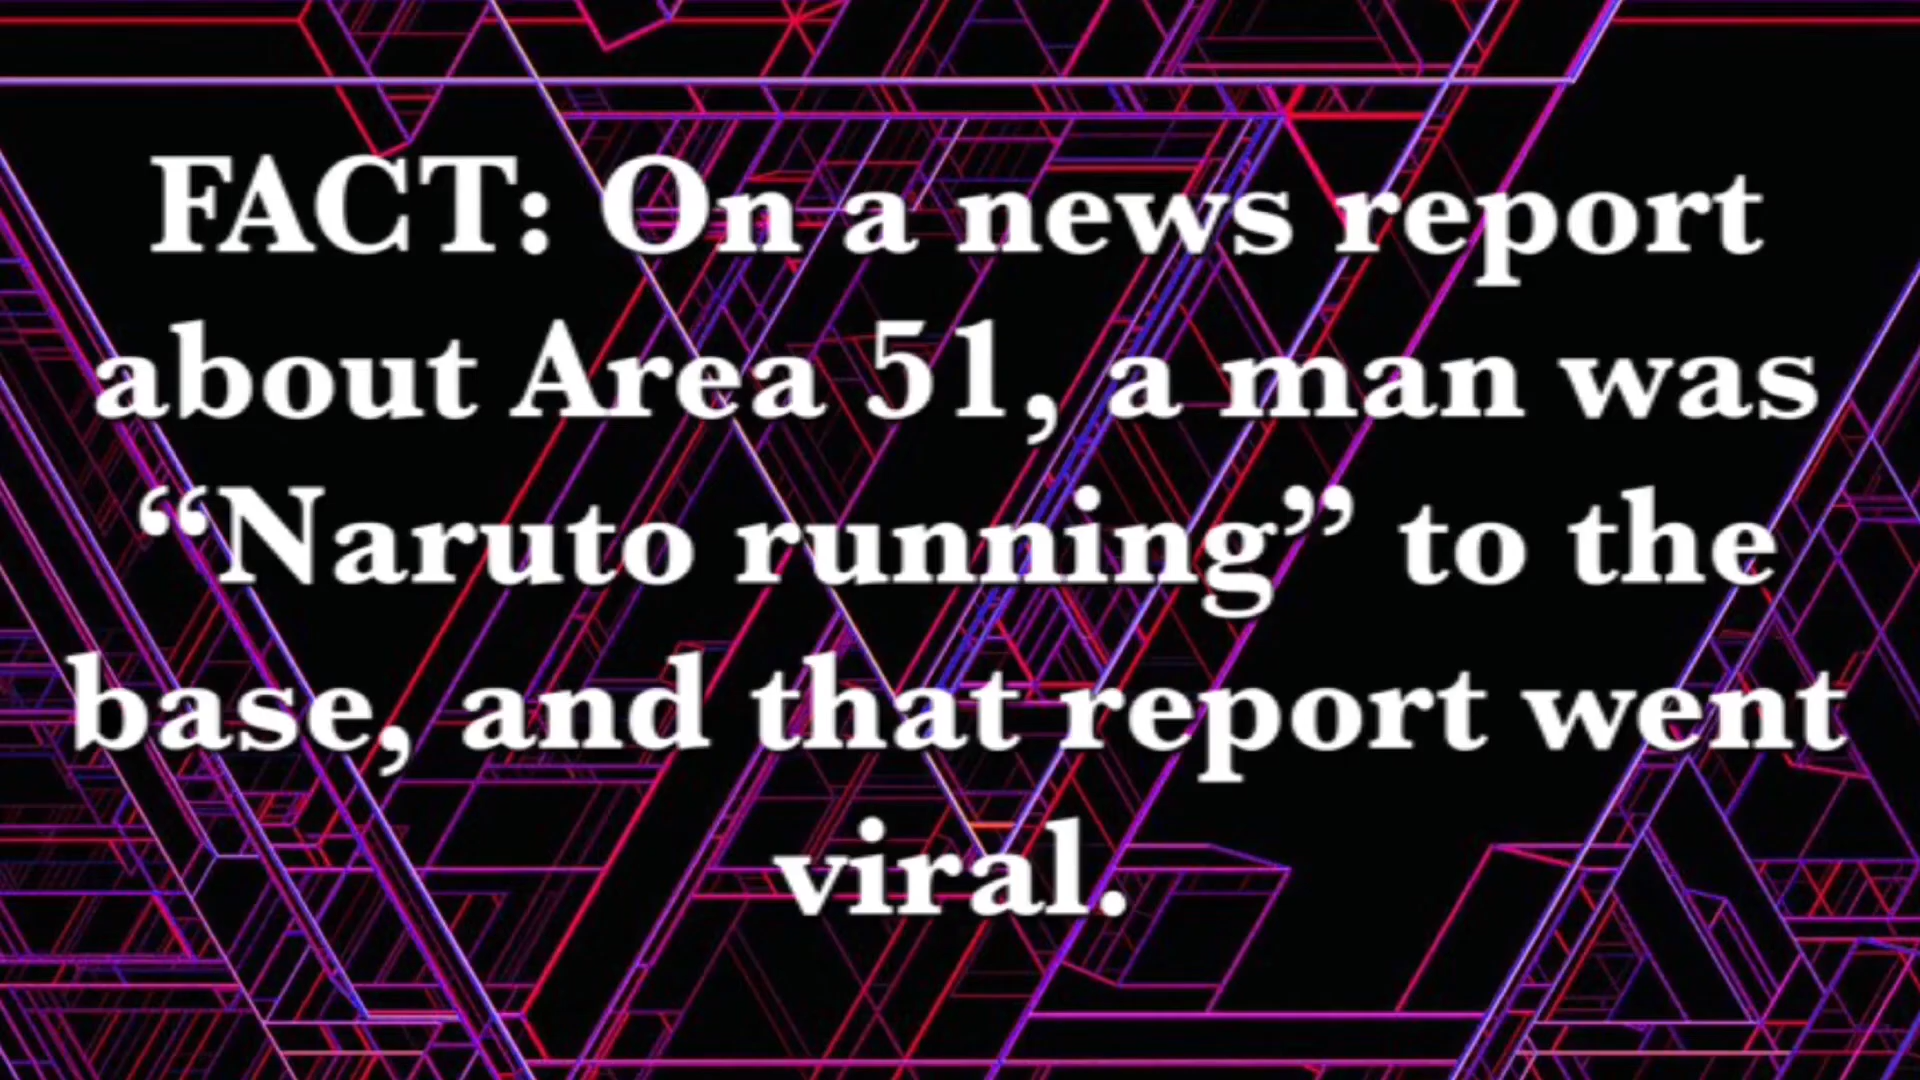 FACT: On a news report
about Area 51, a man was
“Naruto running” to the
base, and that report went
viral.